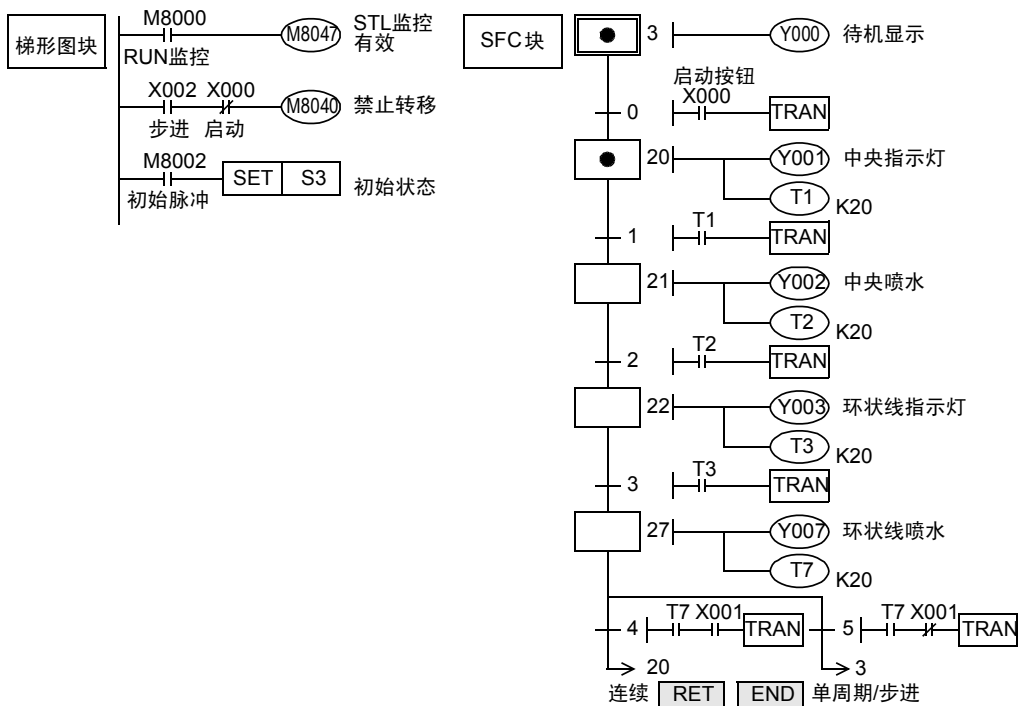 梯形图块
M8000
RUN监控
M8047
STL监控
有效
X002 X000
步进 启动
M8040
禁止转移
M8002
初始脉冲
SET S3
初始状态
SFC块
3
Y000
待机显示
启动按钮
0
X000
TRAN
20
Y001
中央指示灯
T1
K20
1
T1
TRAN
21
Y002
中央喷水
T2
K20
2
T2
TRAN
22
Y003
环状线指示灯
T3
K20
3
T3
TRAN
27
Y007
环状线喷水
T7
K20
4
T7 X001
TRAN
5
T7 X001
TRAN
20
3
连续 RET END 单周期/步进